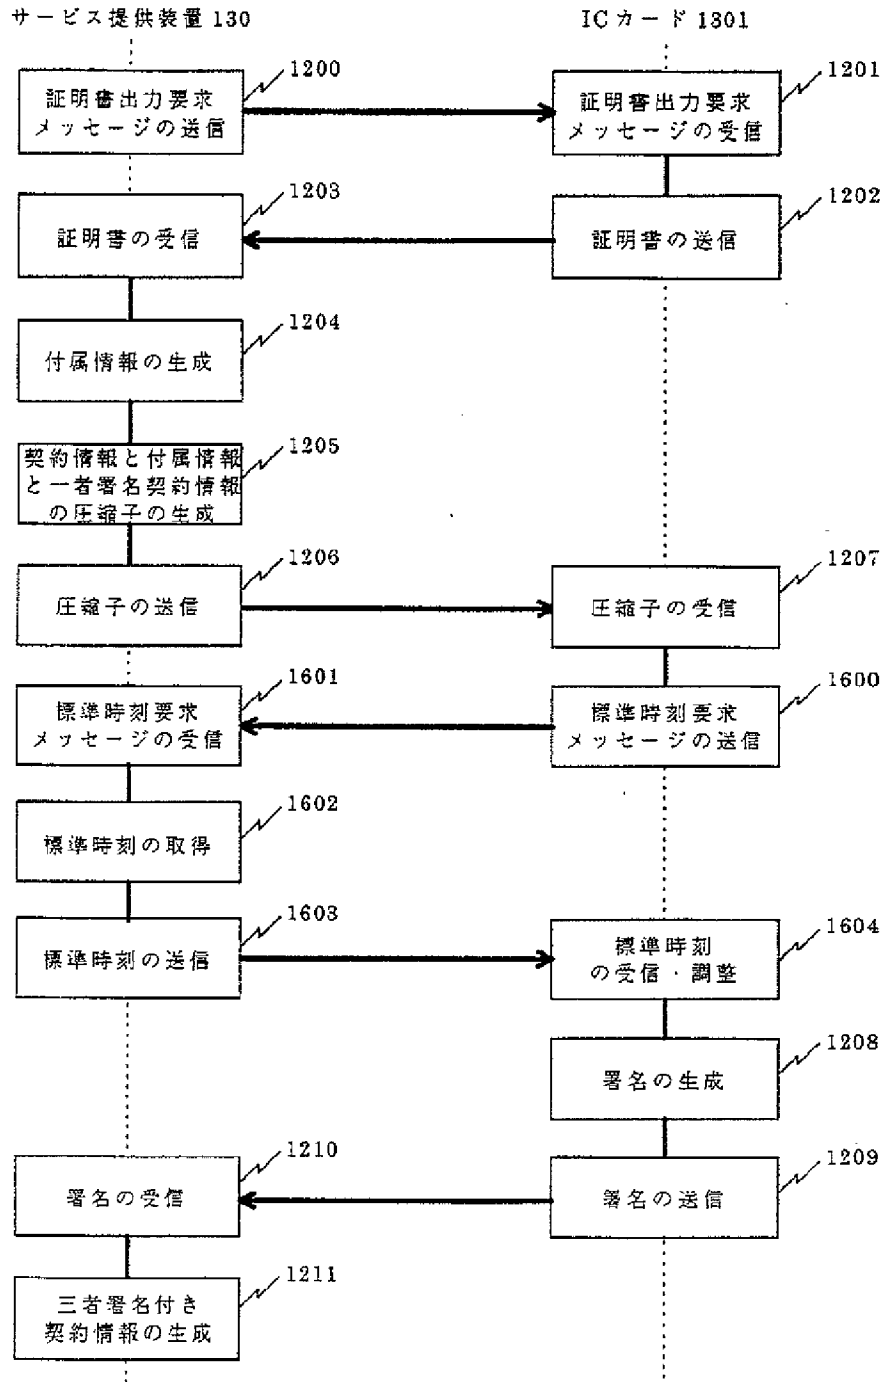 サービス提供装置 130
ICカード 1301
1200
証明書出力要求
メッセージの送信
1201
証明書出力要求
メッセージの受信
1203
証明書の受信
1202
証明書の送信
1204
付属情報の生成
1205
契約情報と付属情報
と一者署名契約情報
の圧縮子の生成
1206
圧縮子の送信
1207
圧縮子の受信
1601
標準時刻要求
メッセージの受信
1600
標準時刻要求
メッセージの送信
1602
標準時刻の取得
1603
標準時刻の送信
1604
標準時刻
の受信・調整
1208
署名の生成
1210
署名の受信
1209
署名の送信
1211
三者署名付き
契約情報の生成